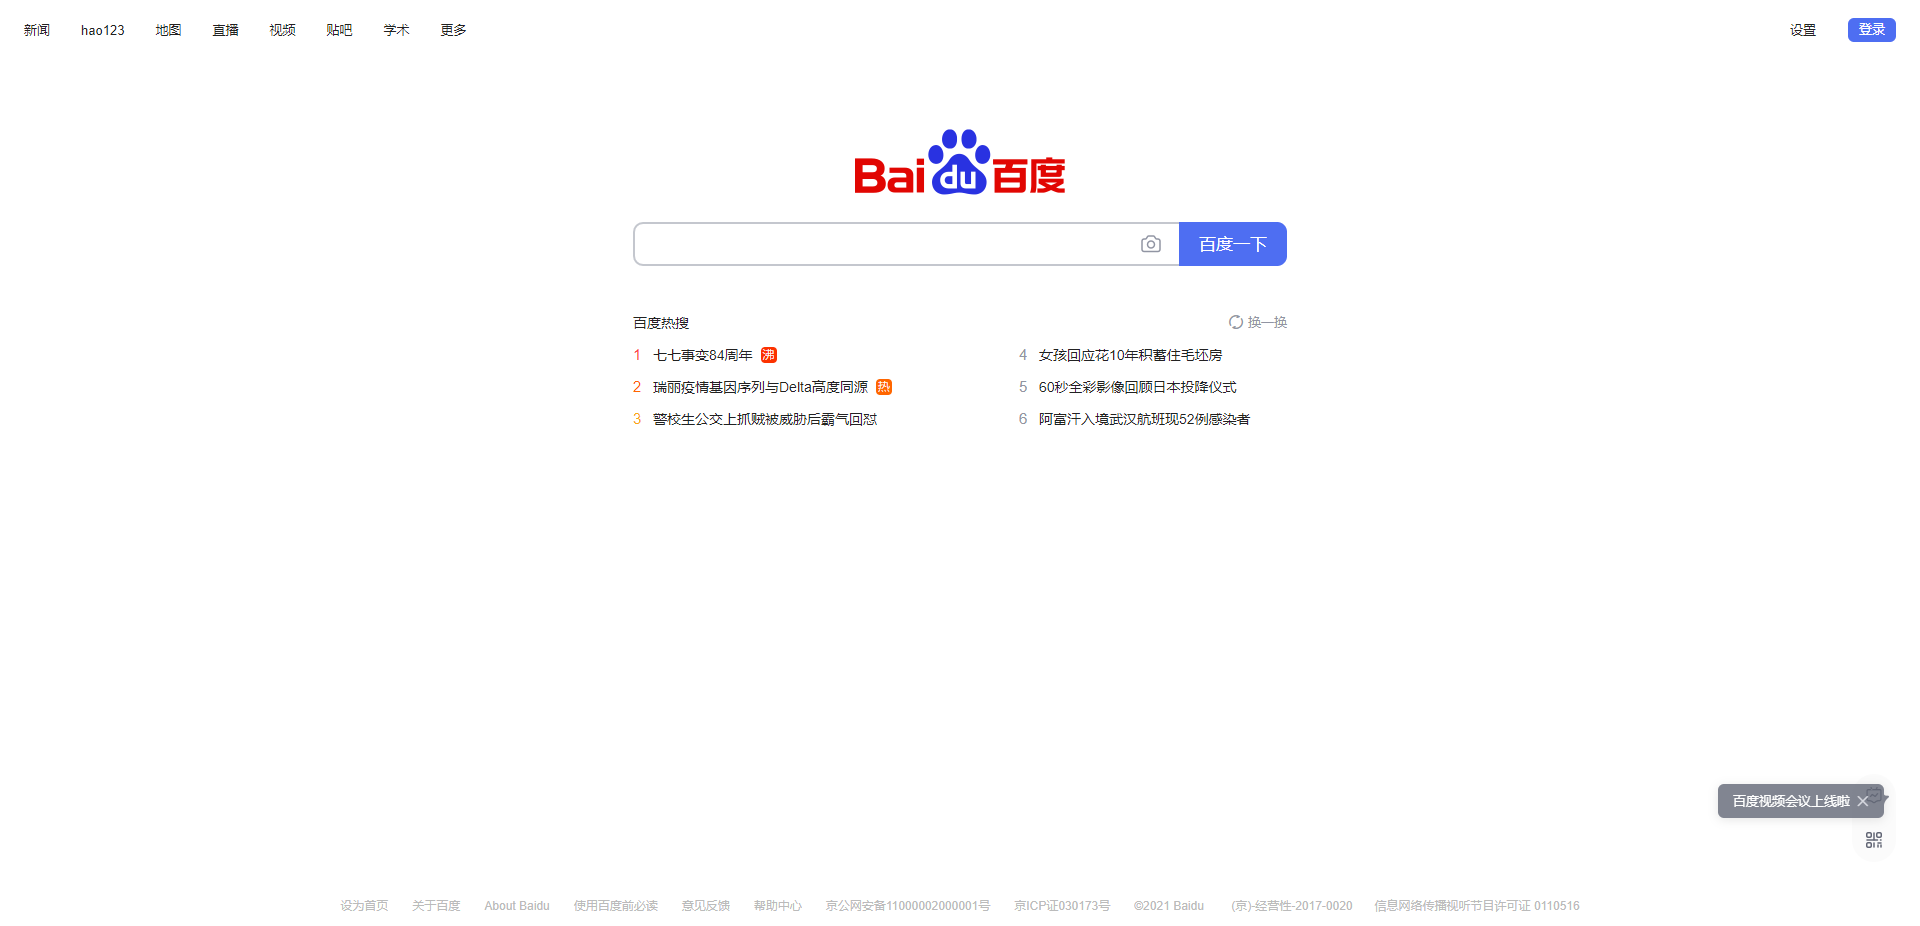 新闻 hao123 地图 直播 视频 贴吧 学术 更多 设置 登录
Bai du 百度
百度一下
百度热搜 换一换
1 七七事变84周年 沸
2 瑞丽疫情基因序列与Delta高度同源 热
3 警校生公交上抓贼被威胁后霸气回怼
4 女孩回应花10年积蓄住毛坯房
5 60秒全彩影像回顾日本投降仪式
6 阿富汗入境武汉航班现52例感染者
百度视频会议上线啦
设为首页 关于百度 About Baidu 使用百度前必读 意见反馈 帮助中心 京公网安备11000002000001号 京ICP证030173号 ©2021 Baidu (京)-经营性-2017-0020 信息网络传播视听节目许可证 0110516